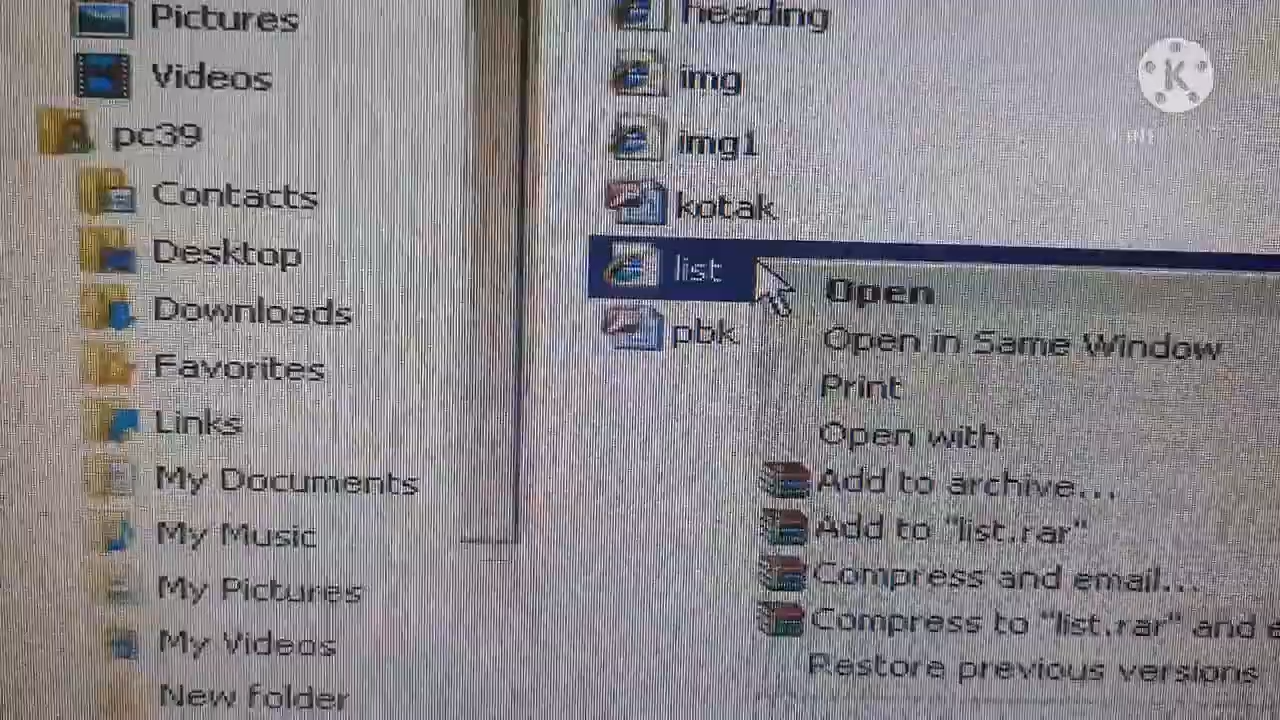 Pictures
Videos
pc39
Contacts
Desktop
Downloads
Favorites
Links
My Documents
My Music
My Pictures
My Videos
New folder
heading
img
img1
kotak
list
pbk
Open
Open in Same Window
Print
Open with
Add to archive...
Add to "list.rar"
Compress and email...
Compress to "list.rar" and
Restore previous versions
K